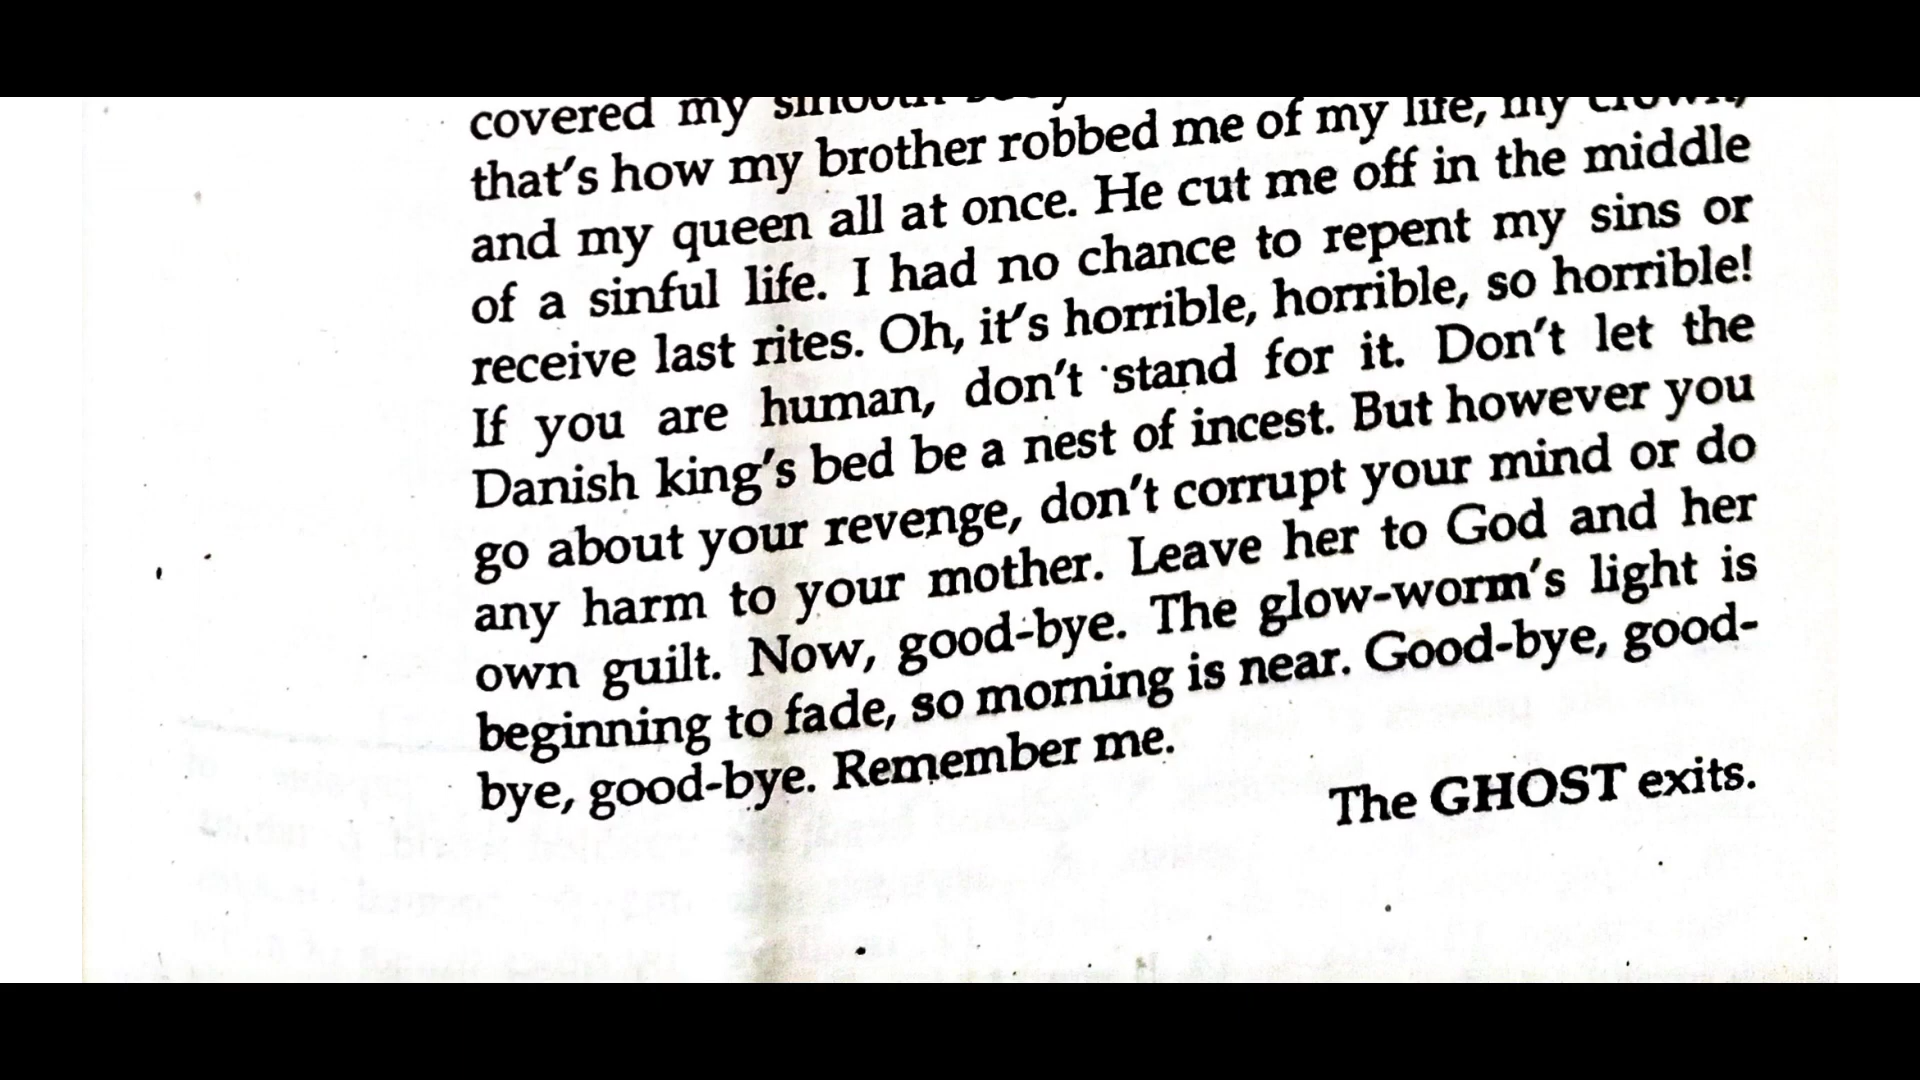 covered my
that's how my brother robbed me of my life, my crown,
and my queen all at once. He cut me off in the middle
of a sinful life. I had no chance to repent my sins or
receive last rites. Oh, it's horrible, horrible, so horrible!
If you are human, don't stand for it. Don't let the
Danish king's bed be a nest of incest. But however you
go about your revenge, don't corrupt your mind or do
any harm to your mother. Leave her to God and her
own guilt. Now, good-bye. The glow-worm's light is
beginning to fade, so morning is near. Good-bye, good-
bye, good-bye. Remember me.
The GHOST exits.